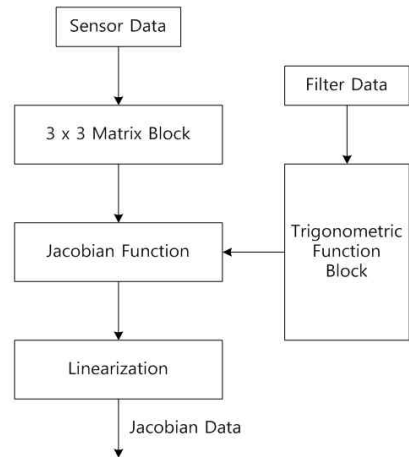 Sensor Data
Filter Data
3 x 3 Matrix Block
Trigonometric
Function
Block
Jacobian Function
Linearization
Jacobian Data